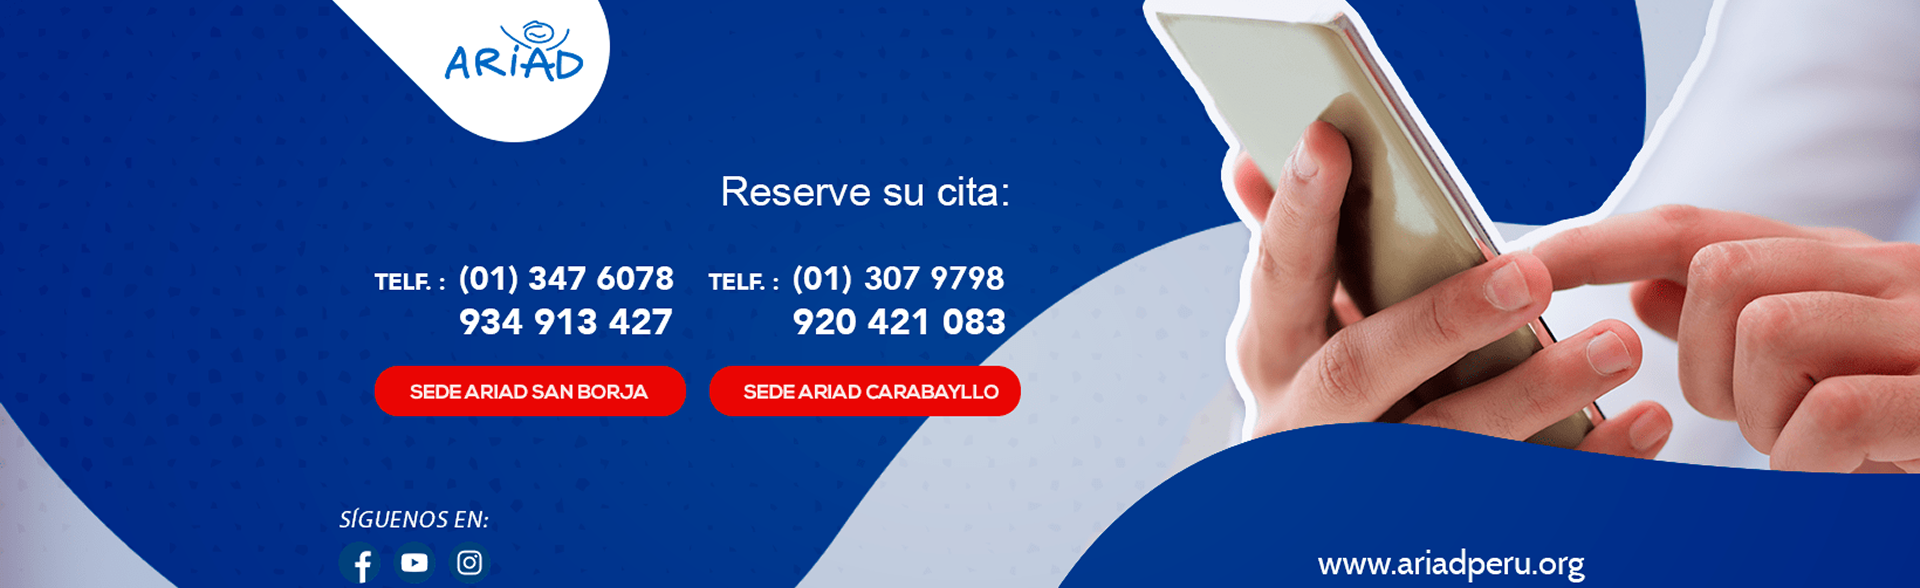 ARiAD
Reserve su cita:
TELF. : (01) 347 6078
934 913 427
SEDE ARIAD SAN BORJA
TELF. : (01) 307 9798
920 421 083
SEDE ARIAD CARABAYLLO
SÍGUENOS EN:
www.ariadperu.org